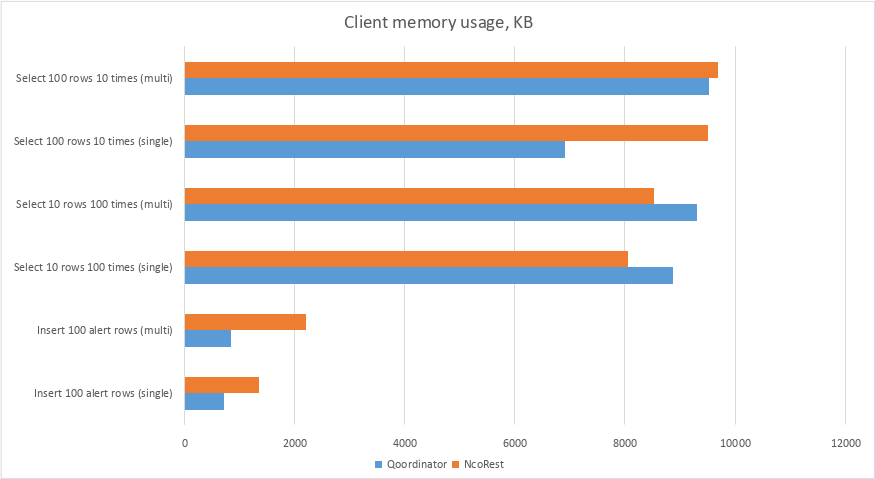 Client memory usage, KB
Select 100 rows 10 times (multi)
Select 100 rows 10 times (single)
Select 10 rows 100 times (multi)
Select 10 rows 100 times (single)
Insert 100 alert rows (multi)
Insert 100 alert rows (single)
0 2000 4000 6000 8000 10000 12000
Qoordinator NcoRest